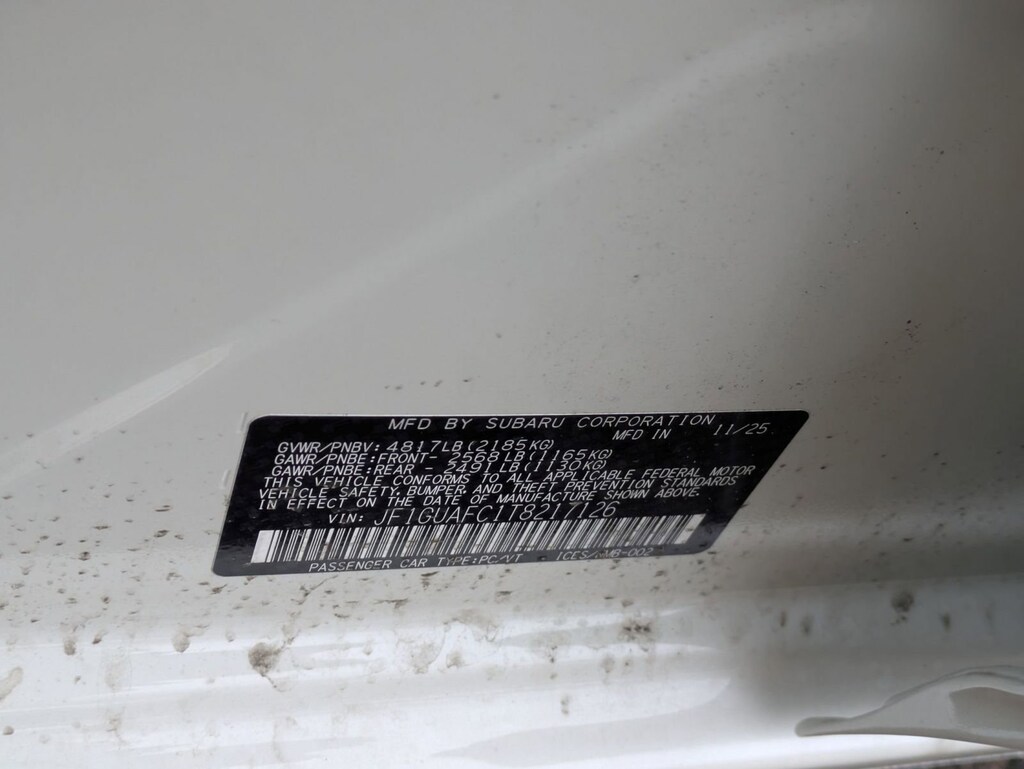 MFD BY SUBARU CORPORATION
MFD IN 11/25
GVWR/PNBV: 4817LB(2185KG)
GAWR/PNBE:FRONT- 2568LB(1165KG)
GAWR/PNBE:REAR - 2491LB(1130KG)
THIS VEHICLE CONFORMS TO ALL APPLICABLE FEDERAL MOTOR
VEHICLE SAFETY, BUMPER, AND THEFT PREVENTION STANDARDS
IN EFFECT ON THE DATE OF MANUFACTURE SHOWN ABOVE.
VIN: JF1GUAFC1T8217126
PASSENGER CAR TYPE:PC/VT